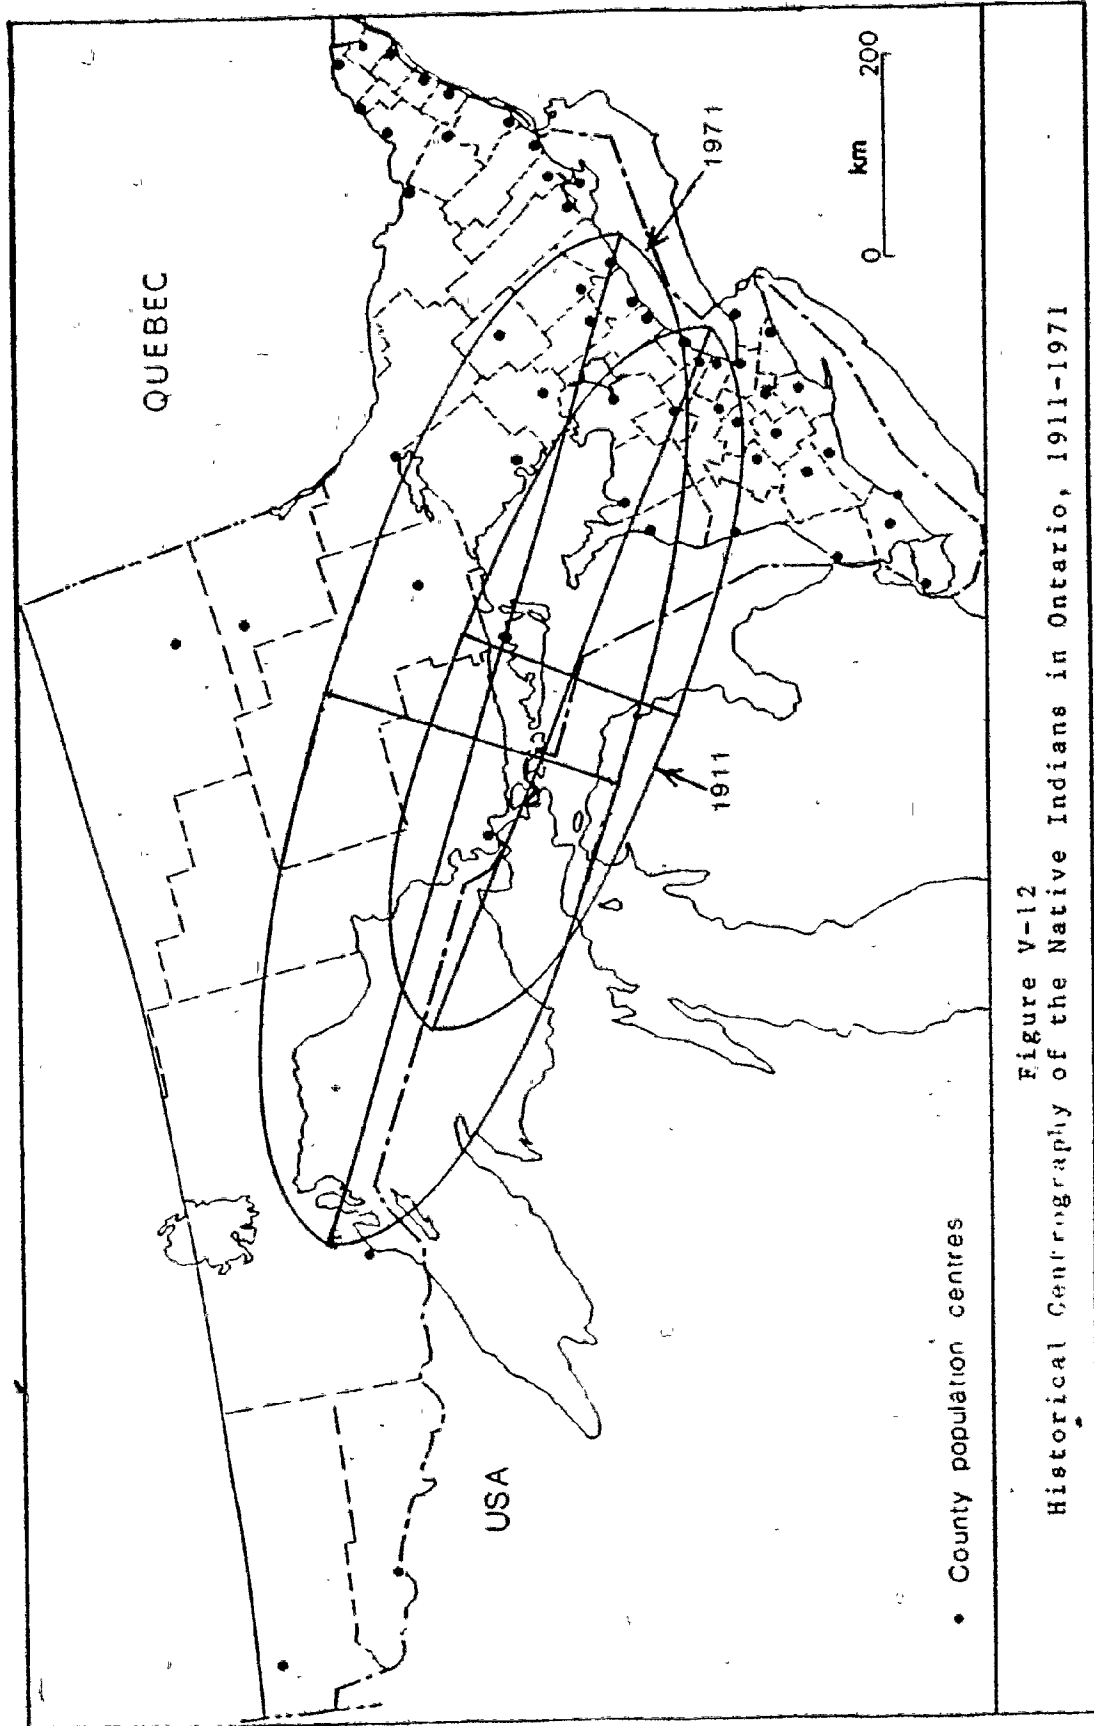 QUEBEC
1971
1911
USA
km
0 200
• County population centres
Figure V-12
Historical Centrography of the Native Indians in Ontario, 1911-1971